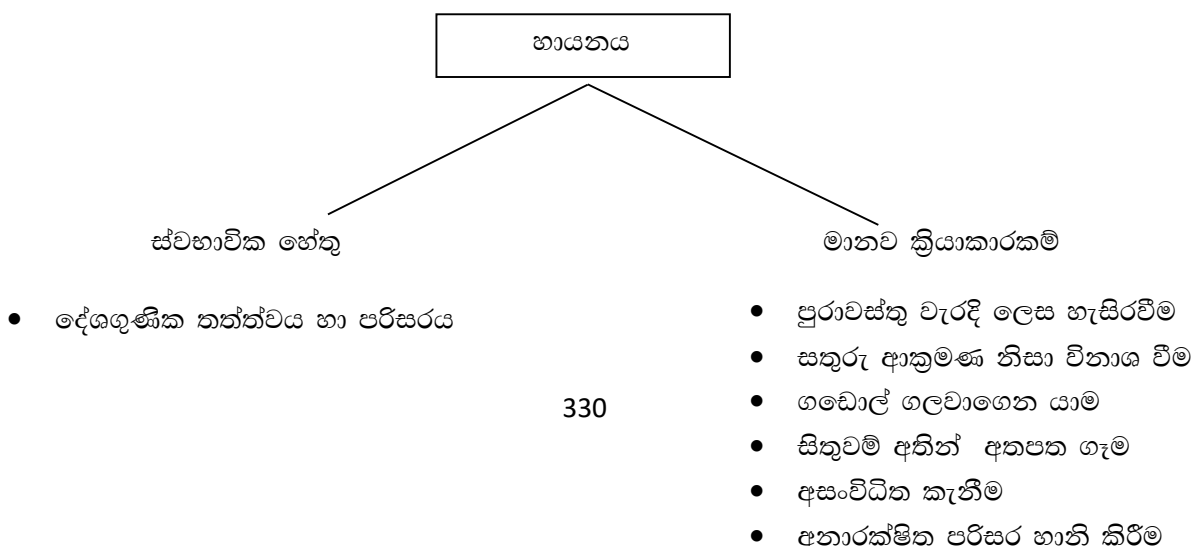 හායනය
ස්වභාවික හේතු
• දේශගුණික තත්ත්වය හා පරිසරය
මානව ක්‍රියාකාරකම්
• පුරාවස්තු වැරදි ලෙස හැසිරවීම
• සතුරු ආක්‍රමණ නිසා විනාශ වීම
• ගඩොල් ගලවාගෙන යාම
• සිතුවම් අතින් අතපත ගෑම
• අසංවිධිත කැනීම
• අනාරක්ෂිත පරිසර හානි කිරීම
330